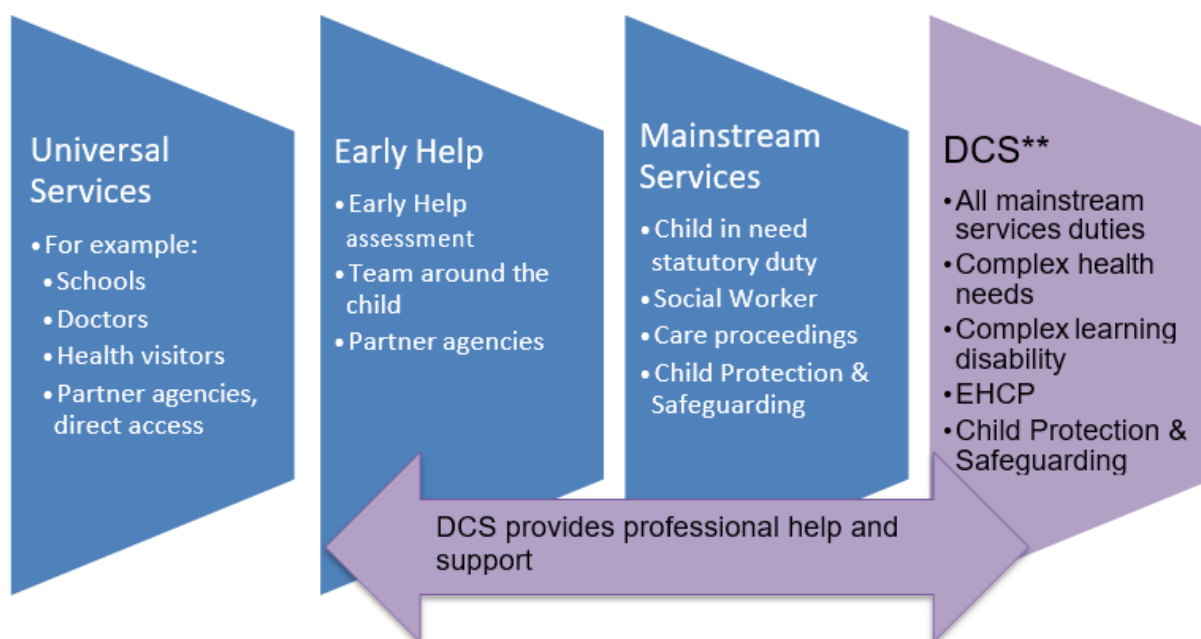 Universal
Services
•For example:
•Schools
•Doctors
•Health visitors
•Partner agencies,
direct access
Early Help
•Early Help
assessment
•Team around the
child
•Partner agencies
Mainstream
Services
•Child in need
statutory duty
•Social Worker
•Care proceedings
•Child Protection &
Safeguarding
DCS**
•All mainstream
services duties
•Complex health
needs
•Complex learning
disability
•EHCP
•Child Protection &
Safeguarding
DCS provides professional help and
support